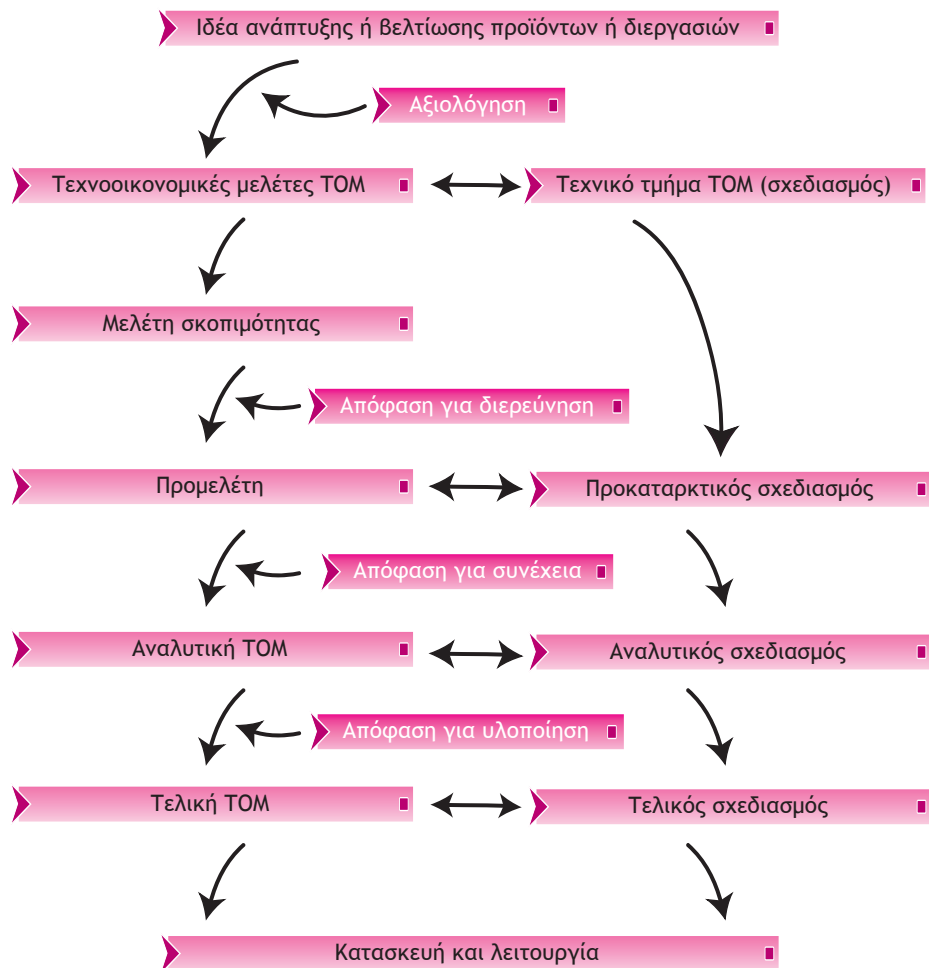 Ιδέα ανάπτυξης ή βελτίωσης προϊόντων ή διεργασιών
Αξιολόγηση
Τεχνοοικονομικές μελέτες ΤΟΜ
Τεχνικό τμήμα ΤΟΜ (σχεδιασμός)
Μελέτη σκοπιμότητας
Απόφαση για διερεύνηση
Προμελέτη
Προκαταρκτικός σχεδιασμός
Απόφαση για συνέχεια
Αναλυτική ΤΟΜ
Αναλυτικός σχεδιασμός
Απόφαση για υλοποίηση
Τελική ΤΟΜ
Τελικός σχεδιασμός
Κατασκευή και λειτουργία